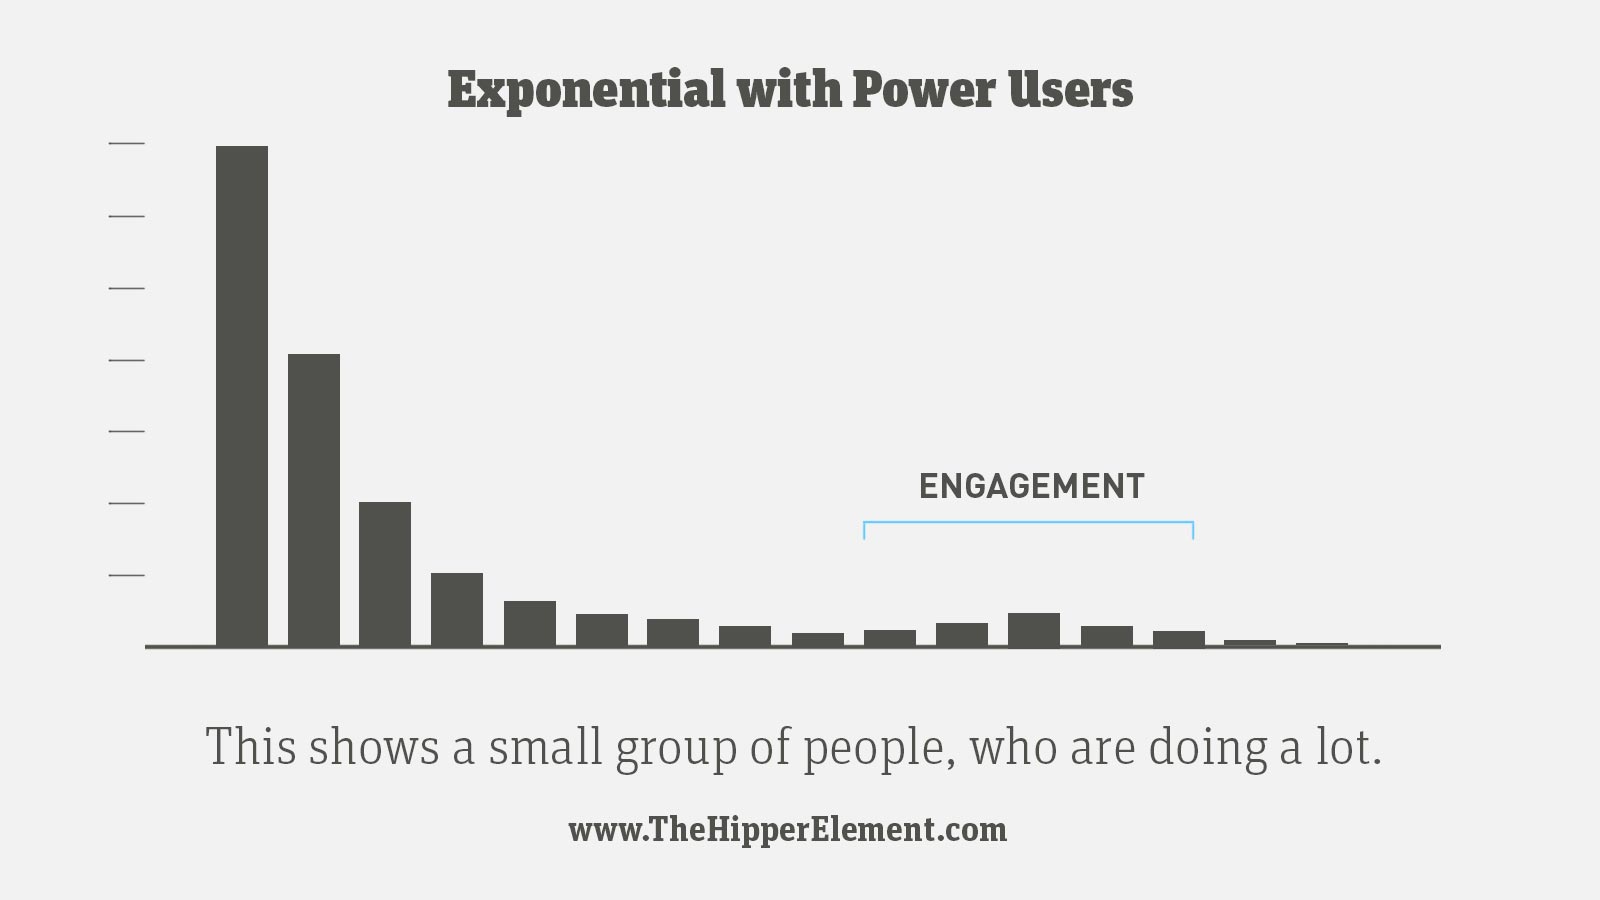 Exponential with Power Users
ENGAGEMENT
This shows a small group of people, who are doing a lot.
www.TheHipperElement.com